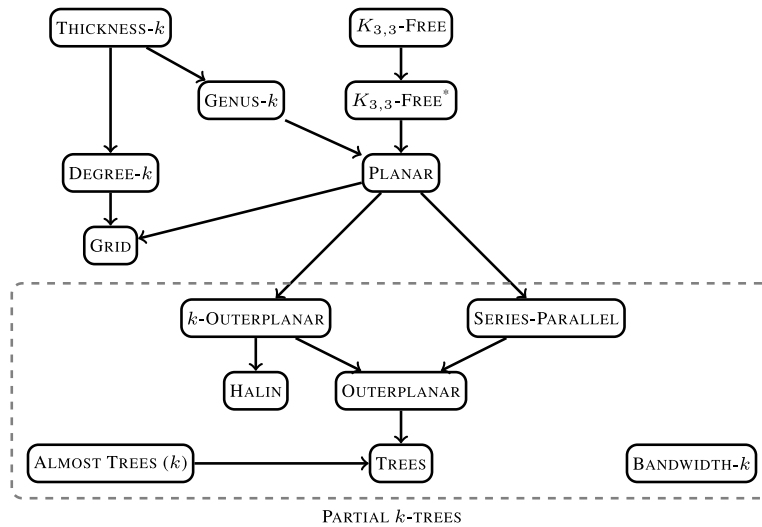 THICKNESS-k
K3,3-FREE
GENUS-k
K3,3-FREE*
DEGREE-k
PLANAR
GRID
k-OUTERPLANAR
SERIES-PARALLEL
HALIN
OUTERPLANAR
ALMOST TREES (k)
TREES
BANDWIDTH-k
PARTIAL k-TREES